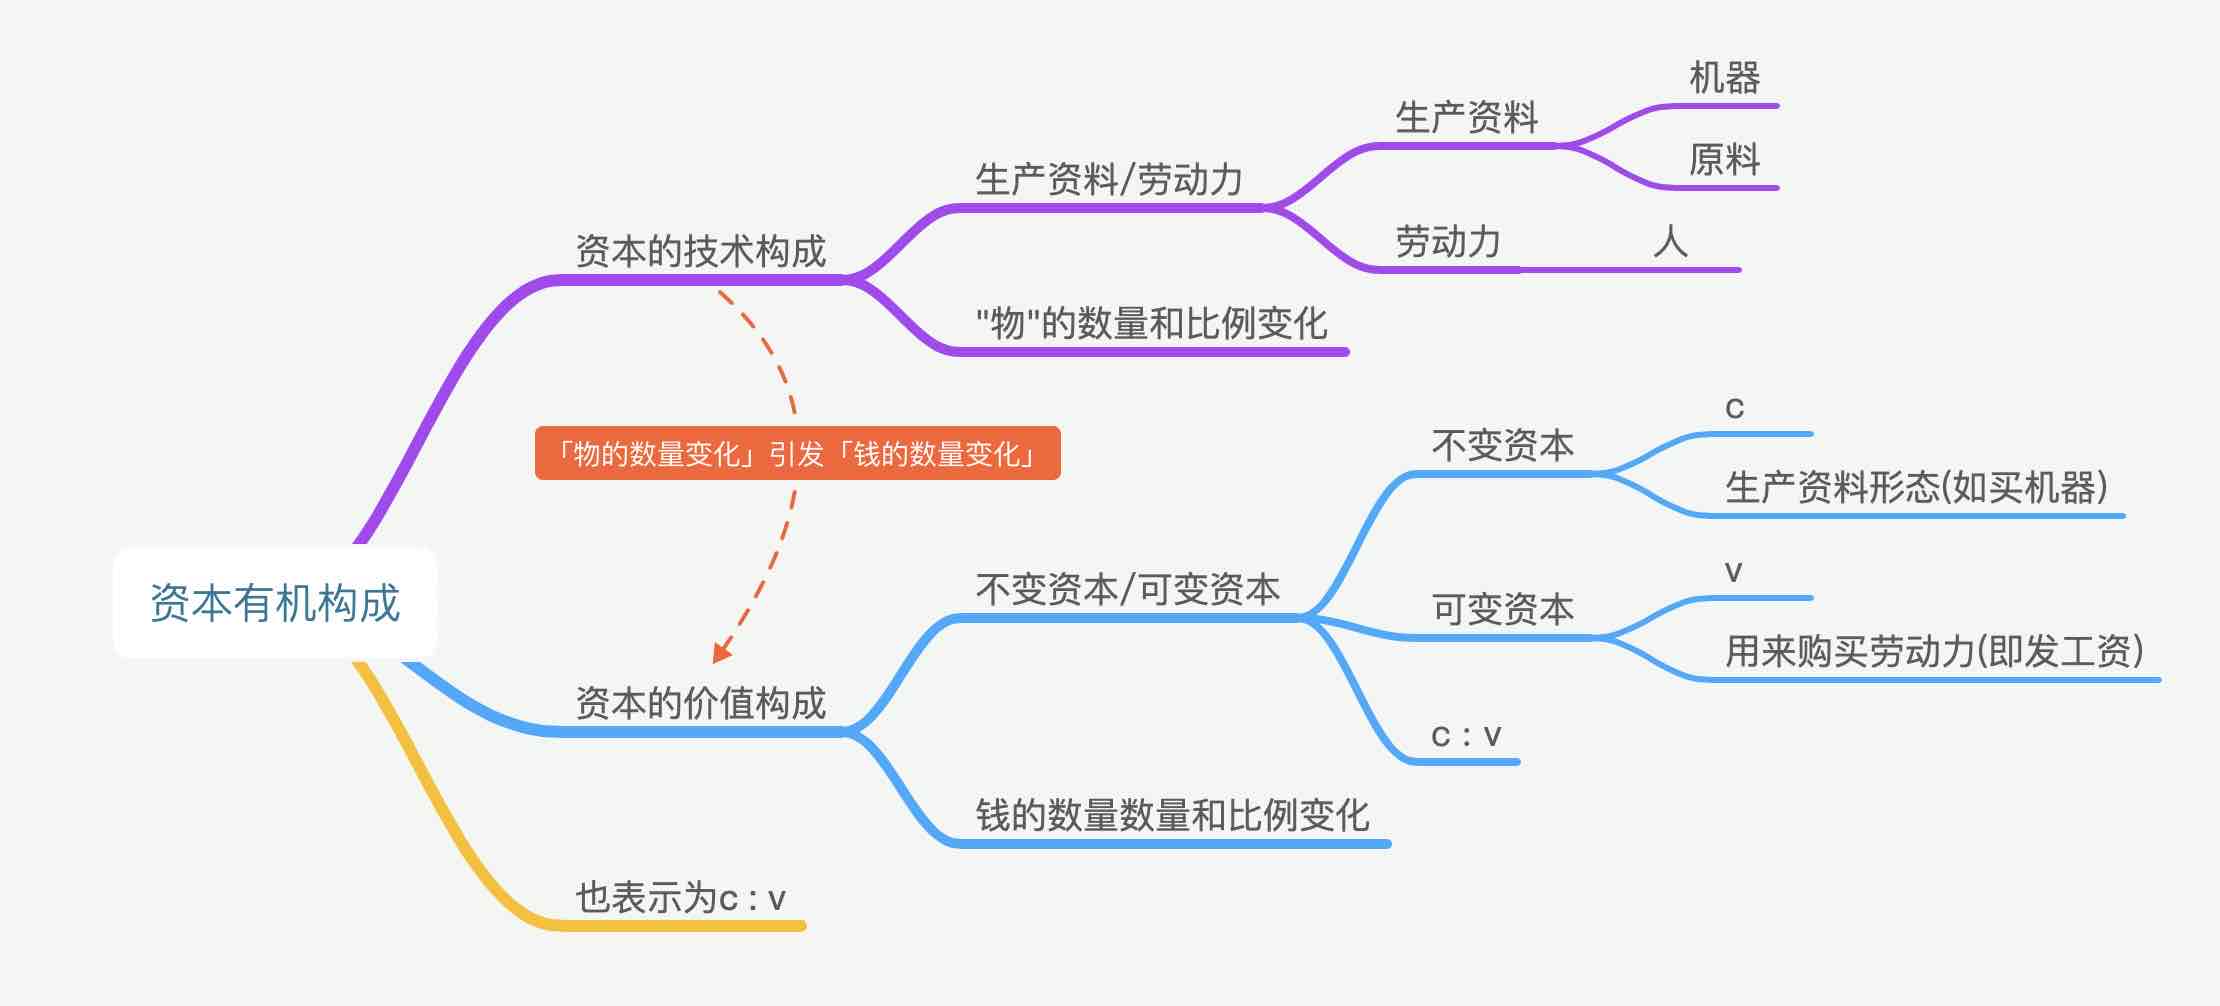 资本有机构成
资本的技术构成
生产资料/劳动力
生产资料
机器
原料
劳动力
人
"物"的数量和比例变化
「物的数量变化」引发「钱的数量变化」
资本的价值构成
不变资本/可变资本
不变资本
c
生产资料形态(如买机器)
可变资本
v
用来购买劳动力(即发工资)
c : v
钱的数量数量和比例变化
也表示为c : v